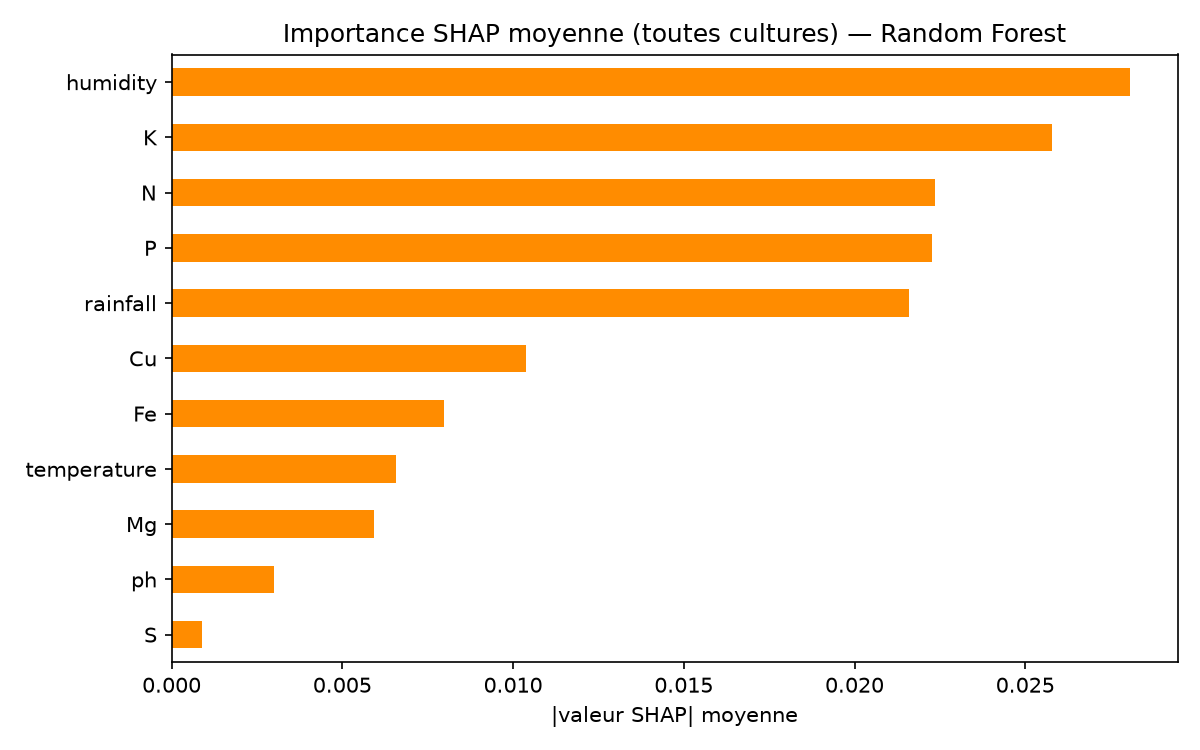 Importance SHAP moyenne (toutes cultures) — Random Forest
humidity
K
N
P
rainfall
Cu
Fe
temperature
Mg
ph
S
0.000 0.005 0.010 0.015 0.020 0.025
|valeur SHAP| moyenne